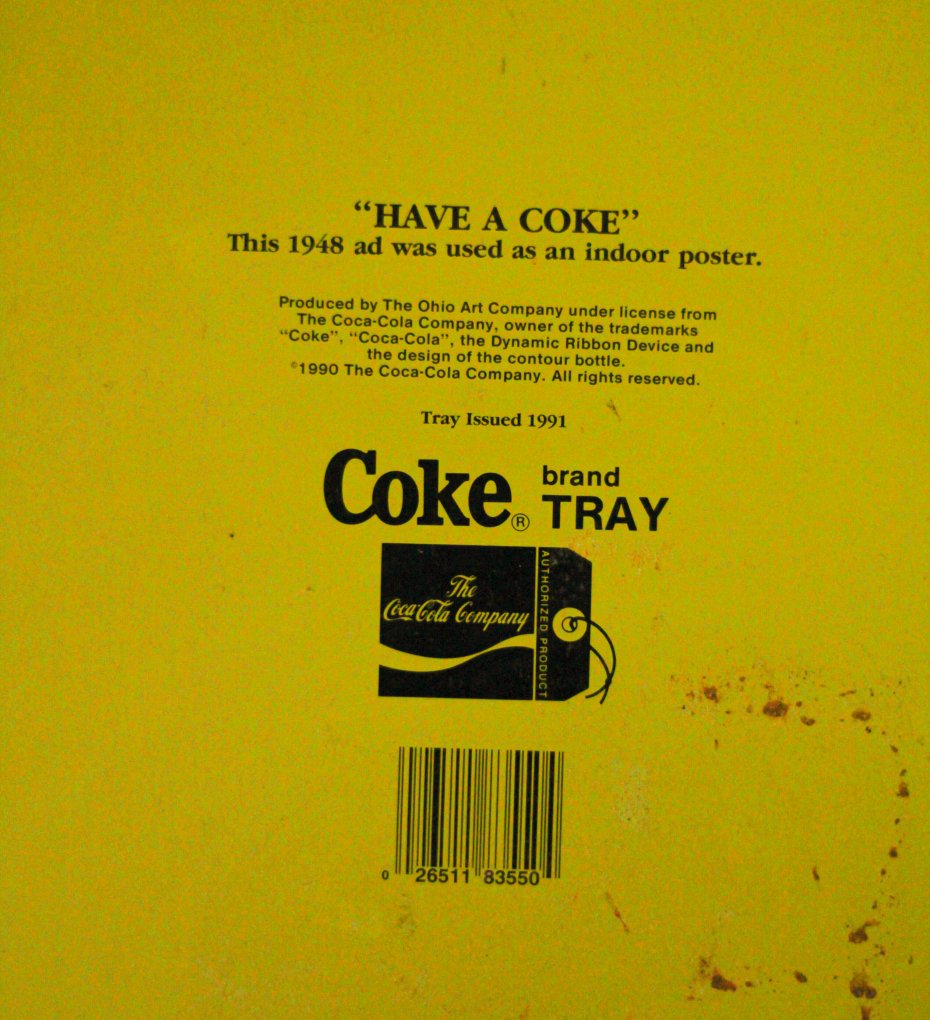 “HAVE A COKE”
This 1948 ad was used as an indoor poster.
Produced by The Ohio Art Company under license from
The Coca-Cola Company, owner of the trademarks
“Coke”, “Coca-Cola”, the Dynamic Ribbon Device and
the design of the contour bottle.
©1990 The Coca-Cola Company. All rights reserved.
Tray Issued 1991
Coke® brand
TRAY
The
Coca-Cola Company
AUTHORIZED PRODUCT
0 26511 83550